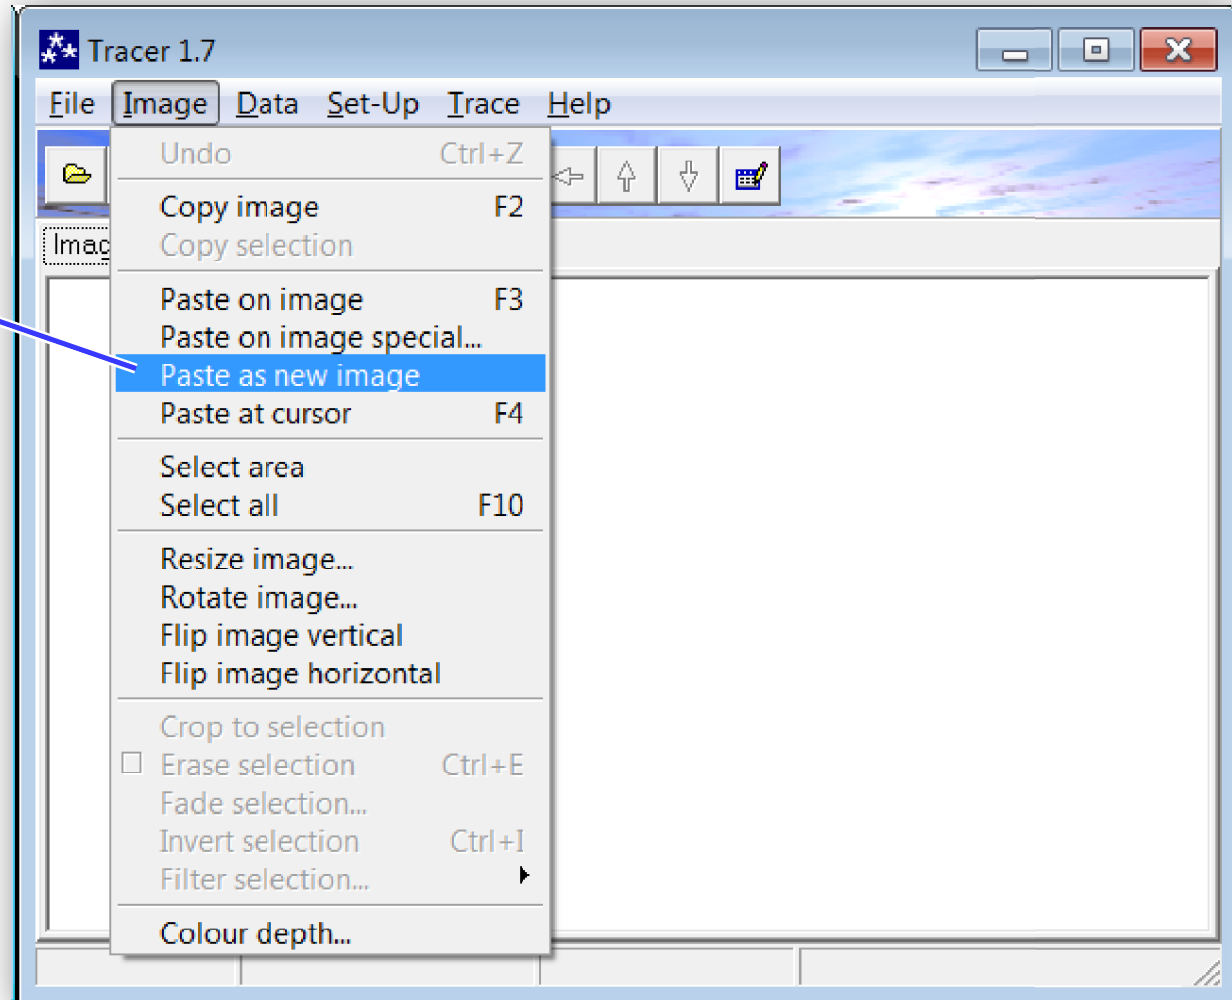 Tracer 1.7
File Image Data Set-Up Trace Help
Undo Ctrl+Z
Copy image F2
Imag
Copy selection
Paste on image F3
Paste on image special...
Paste as new image
Paste at cursor F4
Select area
Select all F10
Resize image...
Rotate image...
Flip image vertical
Flip image horizontal
Crop to selection
Erase selection Ctrl+E
Fade selection...
Invert selection Ctrl+I
Filter selection...
Colour depth...